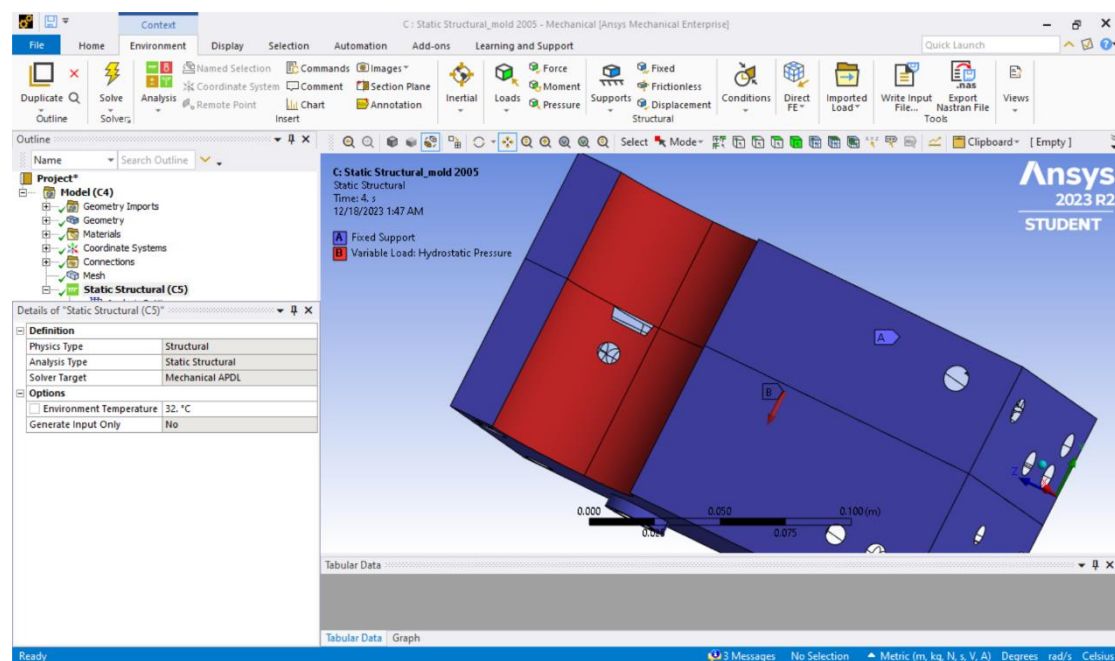 Context
C : Static Structural_mold 2005 - Mechanical [Ansys Mechanical Enterprise]
File Home Environment Display Selection Automation Add-ons Learning and Support
Quick Launch
Duplicate
Outline
Solve
Solvers
Analysis
Named Selection
Coordinate System
Remote Point
Commands
Comment
Chart
Images
Section Plane
Annotation
Insert
Inertial
Loads
Force
Moment
Pressure
Supports
Fixed
Frictionless
Displacement
Structural
Conditions
Direct
FE
Imported
Load
Write Input
File...
.nas
Export
Nastran File
Tools
Views
Outline
Name Search Outline
Select Mode Clipboard [ Empty ]
Project*
Model (C4)
Geometry Imports
Geometry
Materials
Coordinate Systems
Connections
Mesh
Static Structural (C5)
Details of "Static Structural (C5)"
Definition
Physics Type Structural
Analysis Type Static Structural
Solver Target Mechanical APDL
Options
Environment Temperature 32. °C
Generate Input Only No
C: Static Structural_mold 2005
Static Structural
Time: 4. s
12/18/2023 1:47 AM
A Fixed Support
B Variable Load: Hydrostatic Pressure
Ansys
2023 R2
STUDENT
A
B
Z
0.000 0.050 0.100 (m)
0.025 0.075
Tabular Data
Tabular Data Graph
Ready
3 Messages No Selection Metric (m, kg, N, s, V, A) Degrees rad/s Celsius